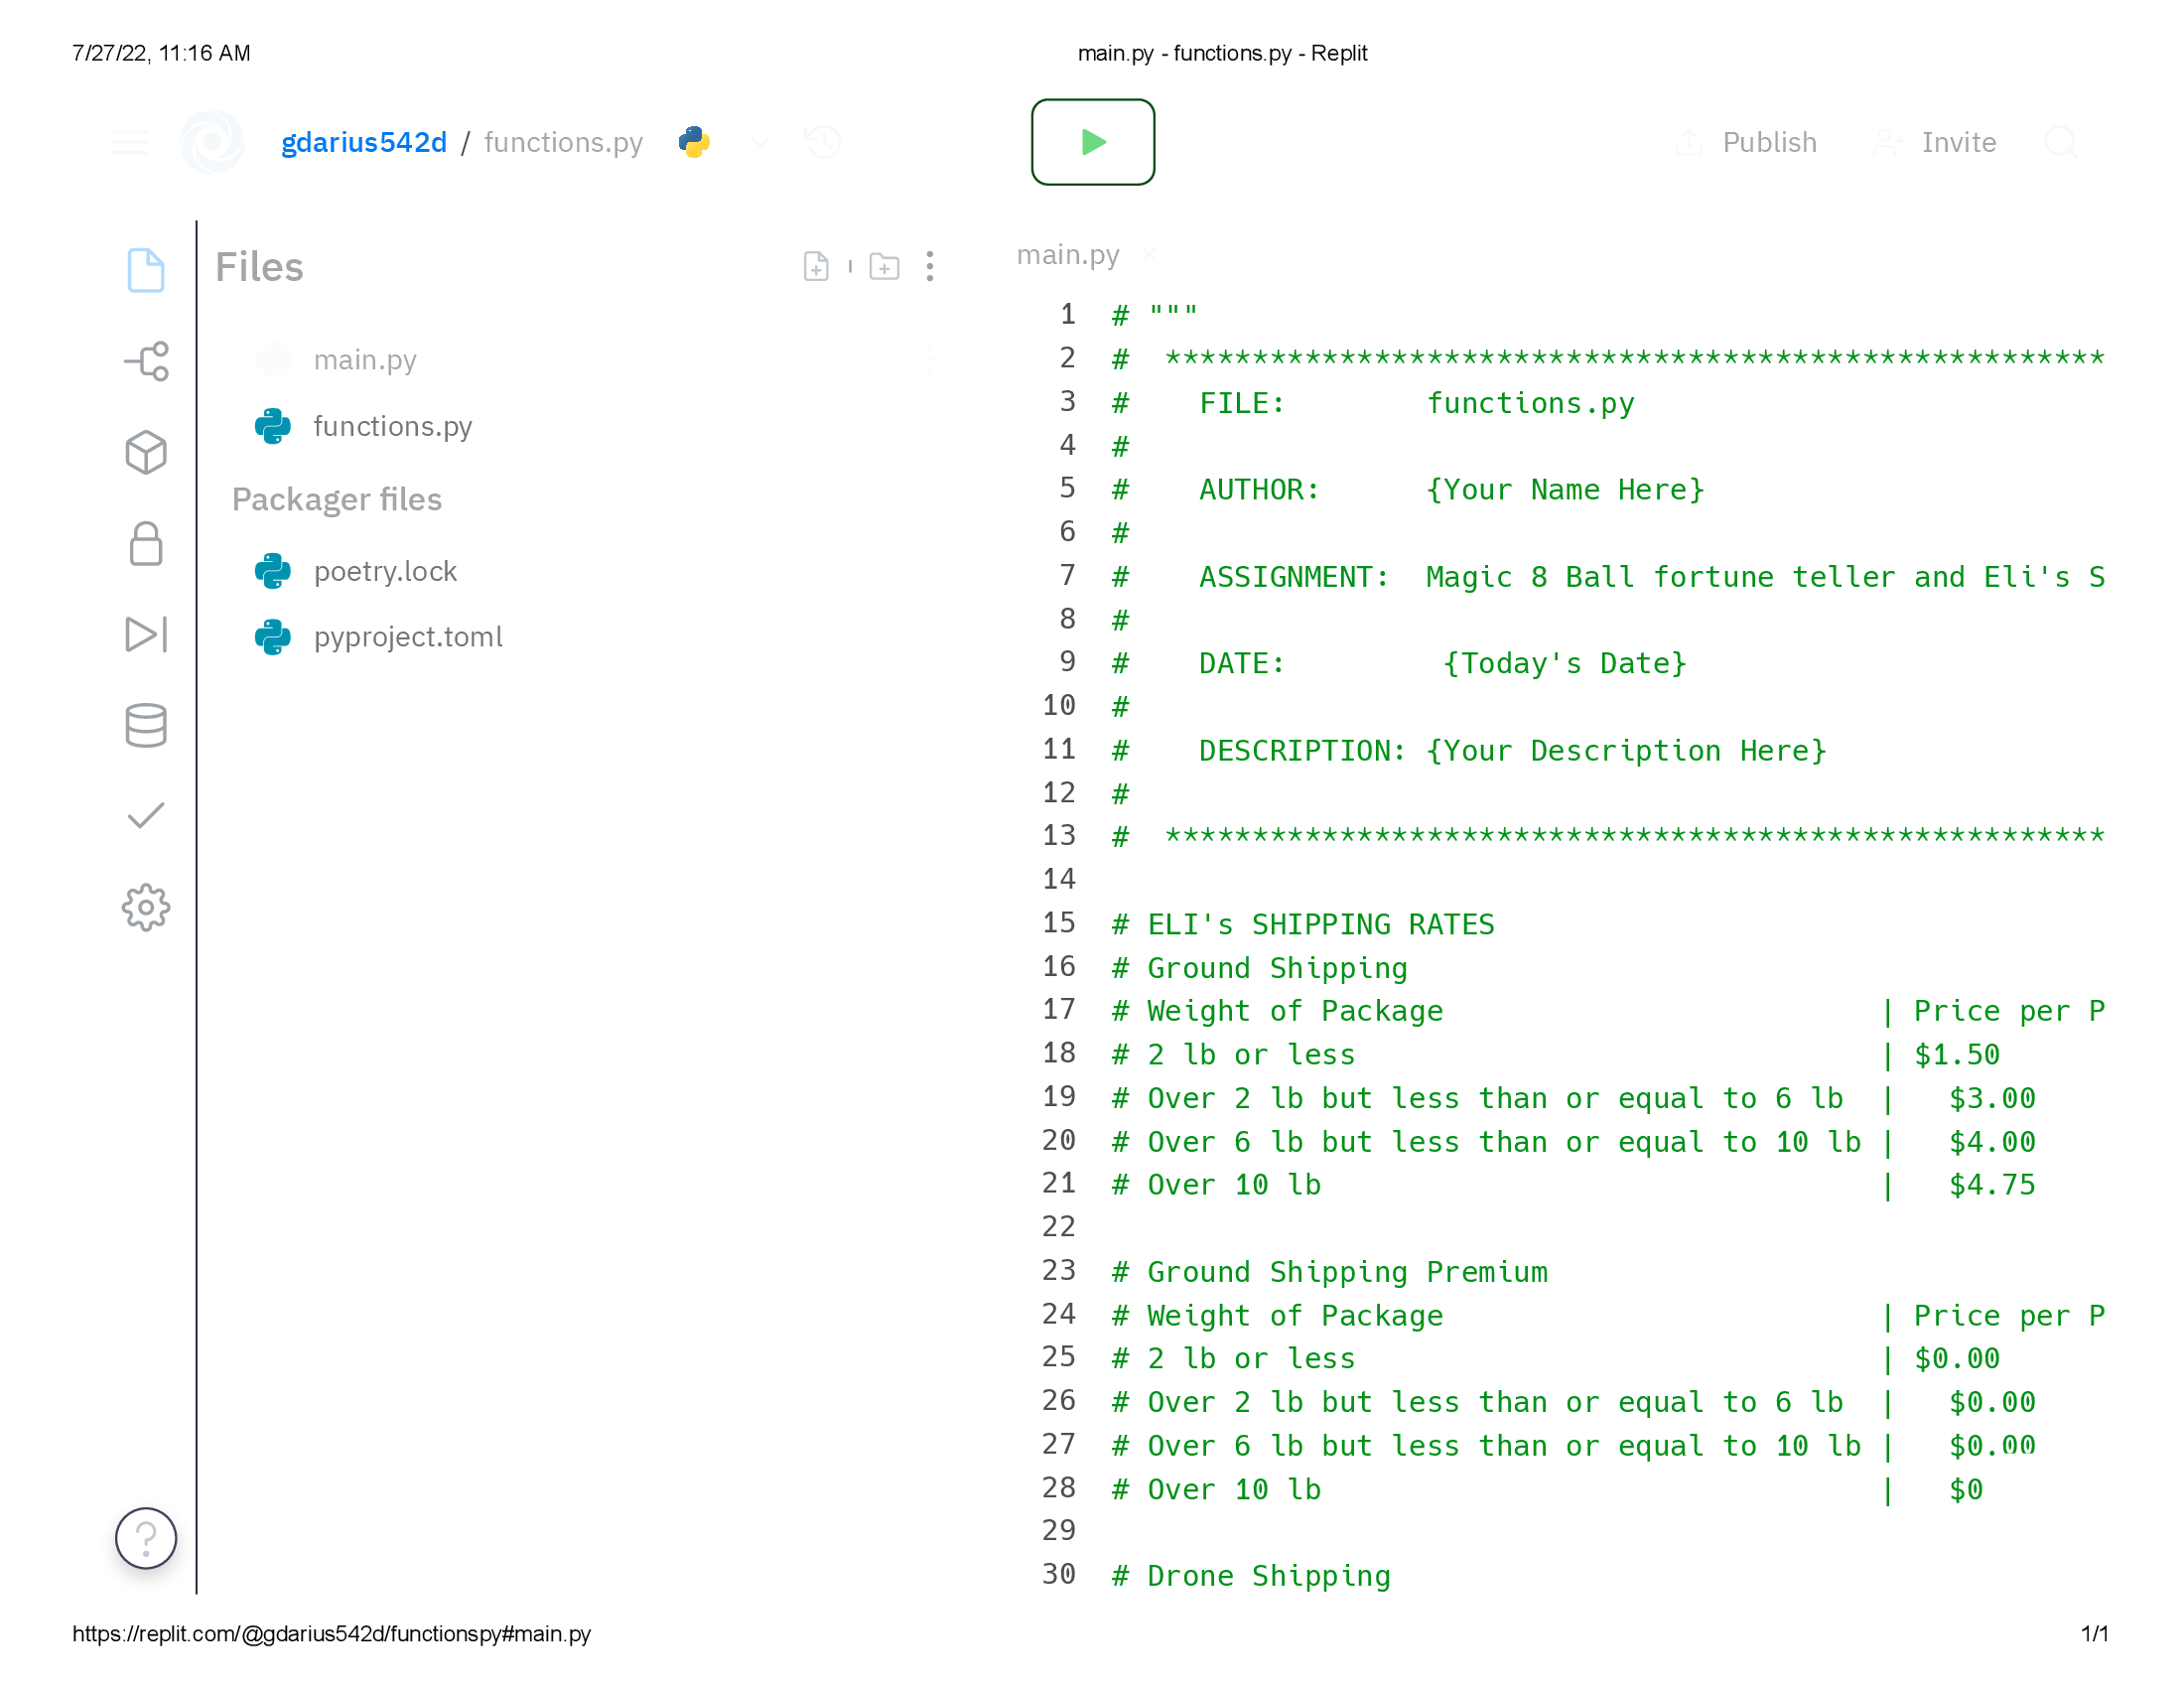 7/27/22, 11:16 AM main.py - functions.py - Replit
gdarius542d / functions.py Publish Invite
Files
main.py
functions.py
Packager files
poetry.lock
pyproject.toml
main.py
1 # """
2 #  ******************************************************
3 #    FILE:        functions.py
4 #
5 #    AUTHOR:      {Your Name Here}
6 #
7 #    ASSIGNMENT:  Magic 8 Ball fortune teller and Eli's S
8 #
9 #    DATE:         {Today's Date}
10 #
11 #    DESCRIPTION: {Your Description Here}
12 #
13 #  ******************************************************
14
15 # ELI's SHIPPING RATES
16 # Ground Shipping
17 # Weight of Package                         | Price per P
18 # 2 lb or less                              | $1.50
19 # Over 2 lb but less than or equal to 6 lb  |   $3.00
20 # Over 6 lb but less than or equal to 10 lb |   $4.00
21 # Over 10 lb                                |   $4.75
22
23 # Ground Shipping Premium
24 # Weight of Package                         | Price per P
25 # 2 lb or less                              | $0.00
26 # Over 2 lb but less than or equal to 6 lb  |   $0.00
27 # Over 6 lb but less than or equal to 10 lb |   $0.00
28 # Over 10 lb                                |   $0
29
30 # Drone Shipping
https://replit.com/@gdarius542d/functionspy#main.py 1/1